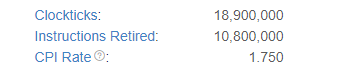 Clockticks: 18,900,000
Instructions Retired: 10,800,000
CPI Rate ?: 1.750